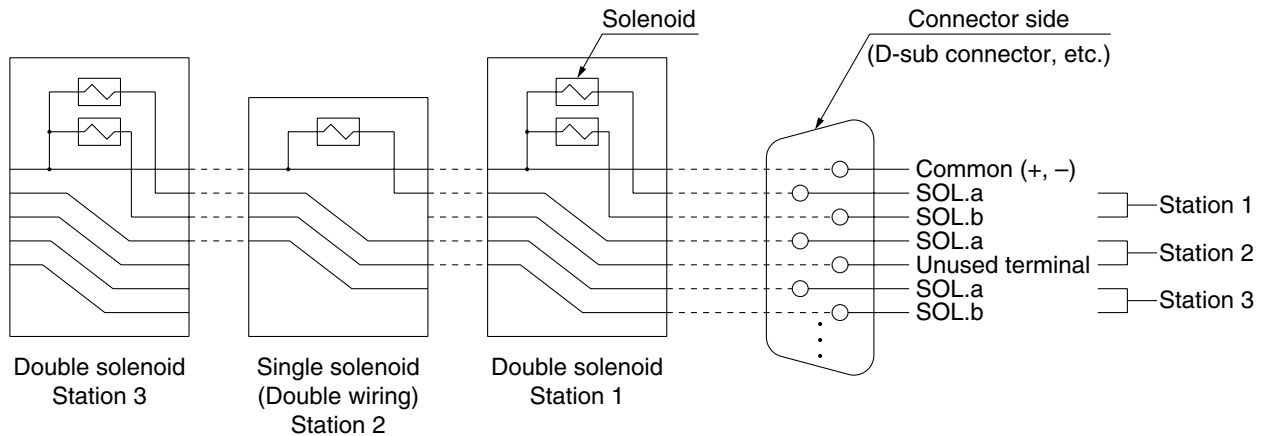 Solenoid
Connector side
(D-sub connector, etc.)
Common (+, –)
SOL.a
SOL.b
SOL.a
Unused terminal
SOL.a
SOL.b
Station 1
Station 2
Station 3
Double solenoid
Station 3
Single solenoid
(Double wiring)
Station 2
Double solenoid
Station 1